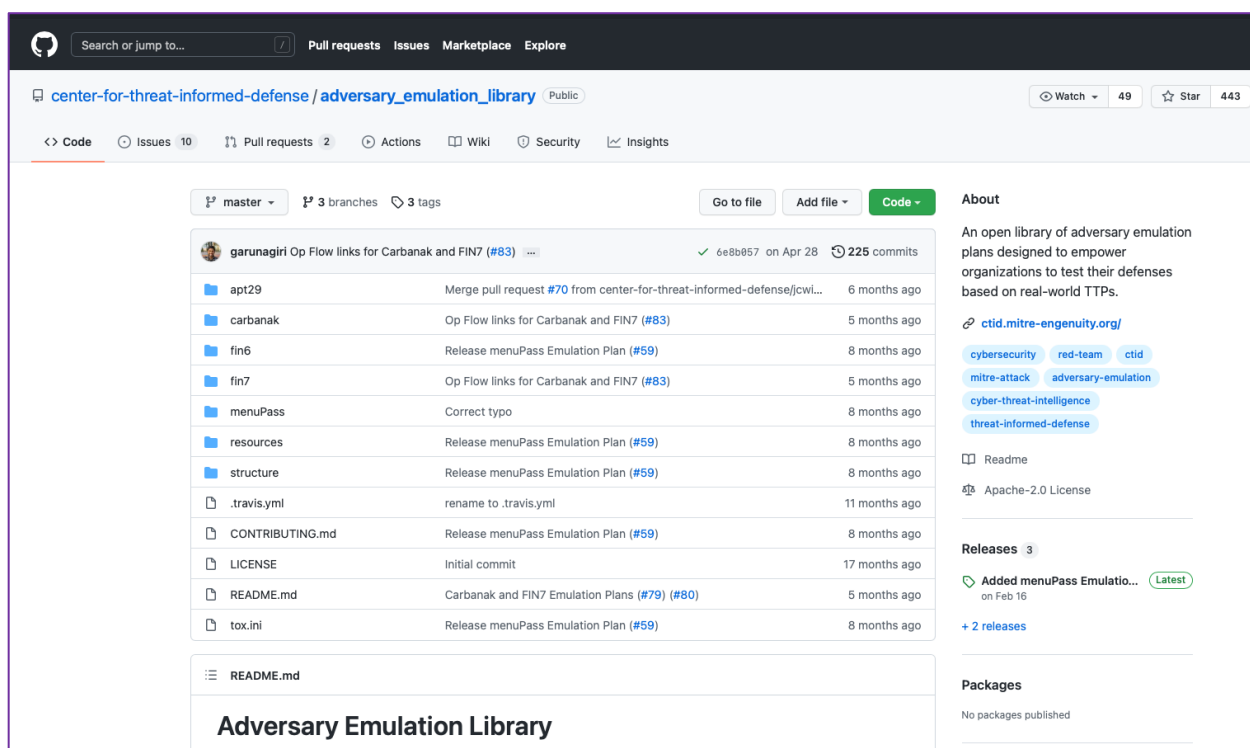 Search or jump to... /
Pull requests Issues Marketplace Explore
center-for-threat-informed-defense / adversary_emulation_library Public
Watch 49 Star 443
<> Code Issues 10 Pull requests 2 Actions Wiki Security Insights
master 3 branches 3 tags Go to file Add file Code
garunagiri Op Flow links for Carbanak and FIN7 (#83) ... 6e8b057 on Apr 28 225 commits
apt29 Merge pull request #70 from center-for-threat-informed-defense/jcwi... 6 months ago
carbanak Op Flow links for Carbanak and FIN7 (#83) 5 months ago
fin6 Release menuPass Emulation Plan (#59) 8 months ago
fin7 Op Flow links for Carbanak and FIN7 (#83) 5 months ago
menuPass Correct typo 8 months ago
resources Release menuPass Emulation Plan (#59) 8 months ago
structure Release menuPass Emulation Plan (#59) 8 months ago
.travis.yml rename to .travis.yml 11 months ago
CONTRIBUTING.md Release menuPass Emulation Plan (#59) 8 months ago
LICENSE Initial commit 17 months ago
README.md Carbanak and FIN7 Emulation Plans (#79) (#80) 5 months ago
tox.ini Release menuPass Emulation Plan (#59) 8 months ago
README.md
Adversary Emulation Library
About
An open library of adversary emulation
plans designed to empower
organizations to test their defenses
based on real-world TTPs.
ctid.mitre-engenuity.org/
cybersecurity red-team ctid
mitre-attack adversary-emulation
cyber-threat-intelligence
threat-informed-defense
Readme
Apache-2.0 License
Releases 3
Added menuPass Emulatio... Latest
on Feb 16
+ 2 releases
Packages
No packages published